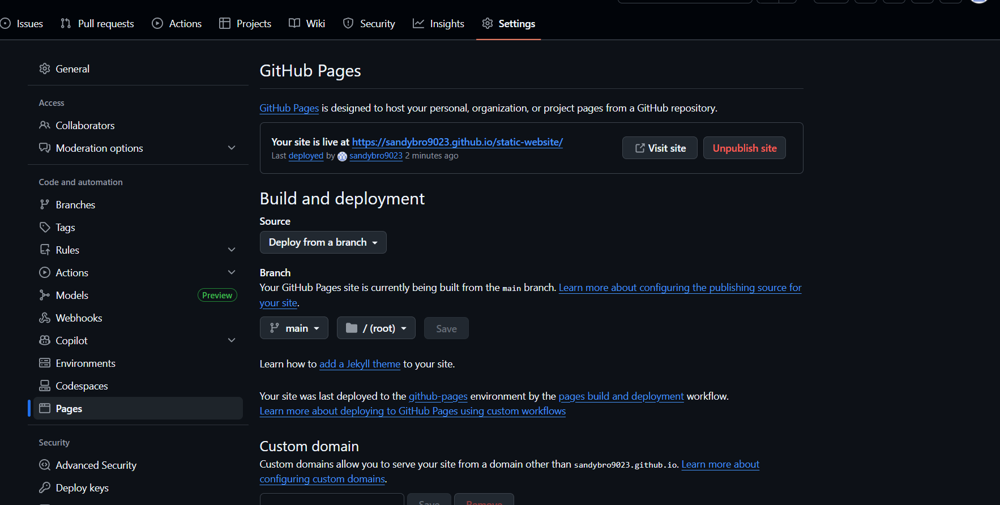 Issues
Pull requests
Actions
Projects
Wiki
Security
Insights
Settings
General
Access
Collaborators
Moderation options
Code and automation
Branches
Tags
Rules
Actions
Models Preview
Webhooks
Copilot
Environments
Codespaces
Pages
Security
Advanced Security
Deploy keys
GitHub Pages
GitHub Pages is designed to host your personal, organization, or project pages from a GitHub repository.
Your site is live at https://sandybro9023.github.io/static-website/
Last deployed by sandybro9023 2 minutes ago
Visit site
Unpublish site
Build and deployment
Source
Deploy from a branch
Branch
Your GitHub Pages site is currently being built from the main branch. Learn more about configuring the publishing source for
your site.
main
/ (root)
Save
Learn how to add a Jekyll theme to your site.
Your site was last deployed to the github-pages environment by the pages build and deployment workflow.
Learn more about deploying to GitHub Pages using custom workflows
Custom domain
Custom domains allow you to serve your site from a domain other than sandybro9023.github.io. Learn more about
configuring custom domains.
Save
Remove